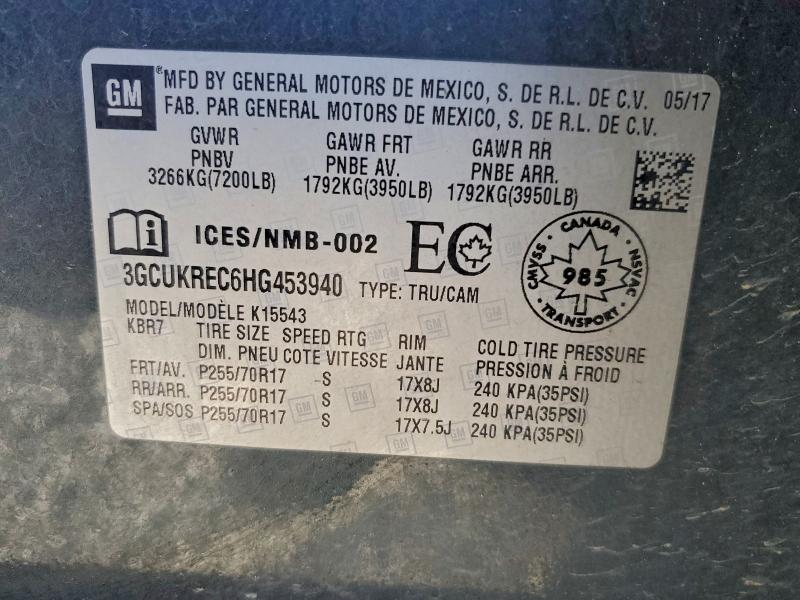 GM ® MFD BY GENERAL MOTORS DE MEXICO, S. DE R.L. DE C.V. 05/17
FAB. PAR GENERAL MOTORS DE MEXICO, S. DE R.L. DE C.V.
GVWR GAWR FRT GAWR RR
PNBV PNBE AV. PNBE ARR.
3266KG(7200LB) 1792KG(3950LB) 1792KG(3950LB)
i ICES/NMB-002 EC
CANADA
CMVSS NSVAC
985
TRANSPORT
3GCUKREC6HG453940 TYPE: TRU/CAM
MODEL/MODÈLE K15543
KBR7 TIRE SIZE SPEED RTG RIM COLD TIRE PRESSURE
DIM. PNEU COTE VITESSE JANTE PRESSION À FROID
FRT/AV. P255/70R17 S 17X8J 240 KPA(35PSI)
RR/ARR. P255/70R17 S 17X8J 240 KPA(35PSI)
SPA/SOS P255/70R17 S 17X7.5J 240 KPA(35PSI)